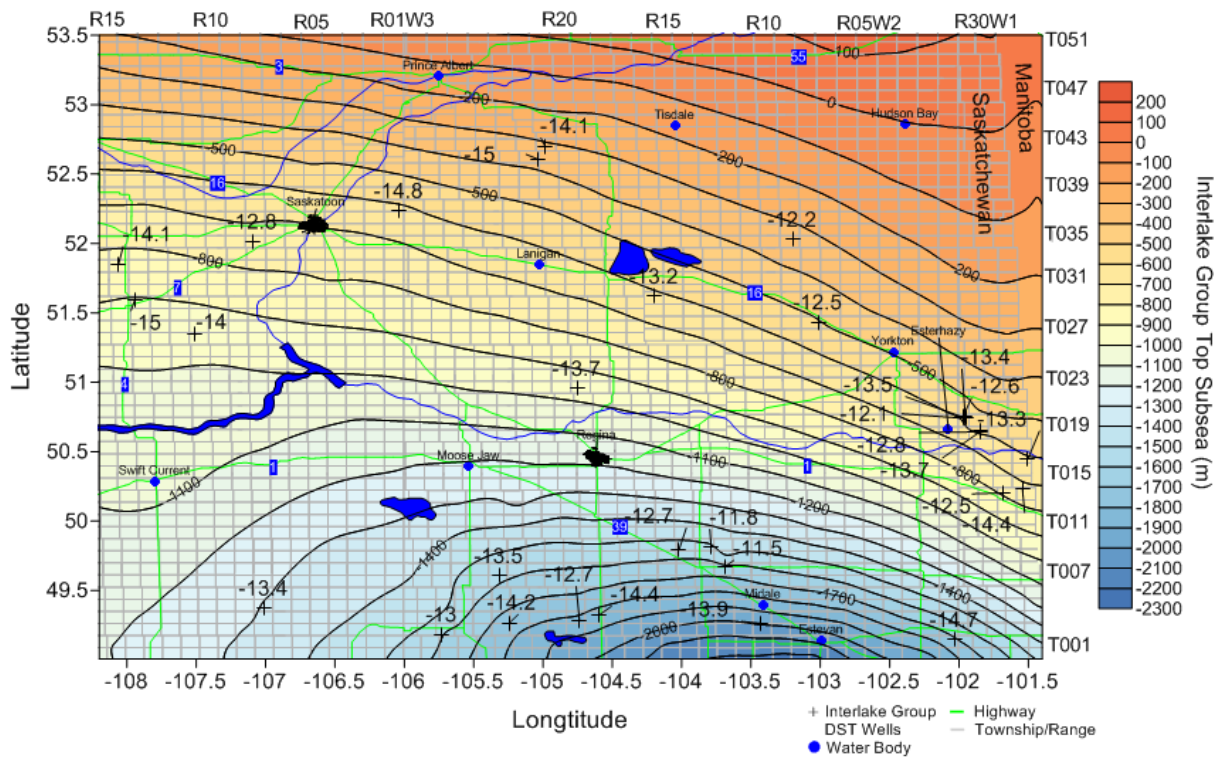 R15 R10 R05 R01W3 R20 R15 R10 R05W2 R30W1
53.5 T051
3 55 100
Prince Albert
53 T047 Manitoba
200 0 Saskatchewan
Tisdale Hudson Bay
-14.1 T043
-500 -15 -200
52.5
16 -14.8 -500 T039
Saskatoon
-12.8 -12.2
-14.1 T035
52
-800 Lanigan
-13.2 200 T031
7 16
51.5 -12.5
-15 -14 Esterhazy T027
Yorkton
-13.4
-13.7 -500
51 4 -800 -13.5 -12.6 T023
-12.1 -13.3
-12.8 T019
50.5 Regina
Moose Jaw -1100 -13.7 -800
Swift Current 1 1 T015
-1100
-12.5
50 -1200 -14.4 T011
39 -12.7 -11.8
-1400 -11.5
-13.5 -12.7 T007
49.5 -13.4 -1400
-14.2 -14.4 Midale -1700
-13 13.9 -14.7
2000 Estevan T001
-108 -107.5 -107 -106.5 -106 -105.5 -105 -104.5 -104 -103.5 -103 -102.5 -102 -101.5
Latitude
Longtitude
200
100
0
-100
-200
-300
-400
-500
-600
-700
-800
-900
-1000
-1100
-1200
-1300
-1400
-1500
-1600
-1700
-1800
-1900
-2000
-2100
-2200
-2300
Interlake Group Top Subsea (m)
Interlake Group Highway
DST Wells Township/Range
Water Body